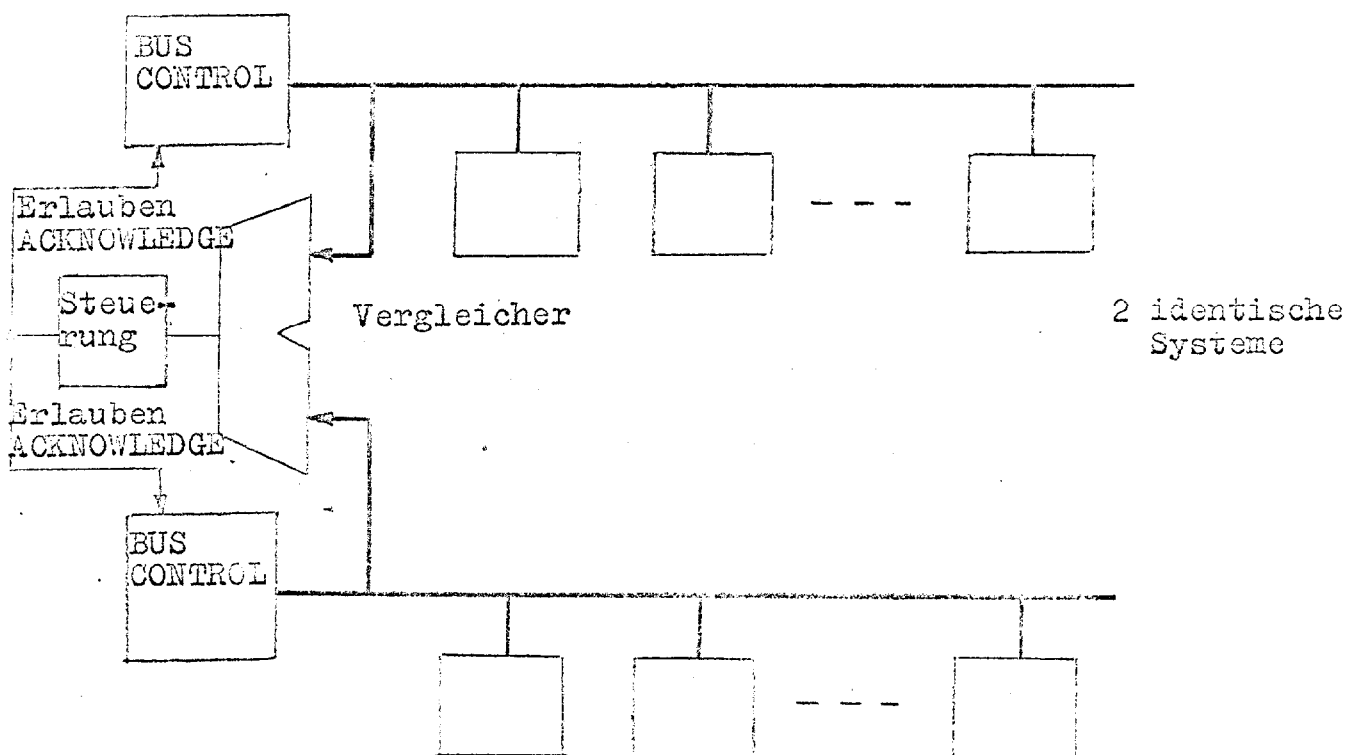 BUS
CONTROL
Erlauben
ACKNOWLEDGE
Steue-
rung
Vergleicher
2 identische
Systeme
Erlauben
ACKNOWLEDGE
BUS
CONTROL